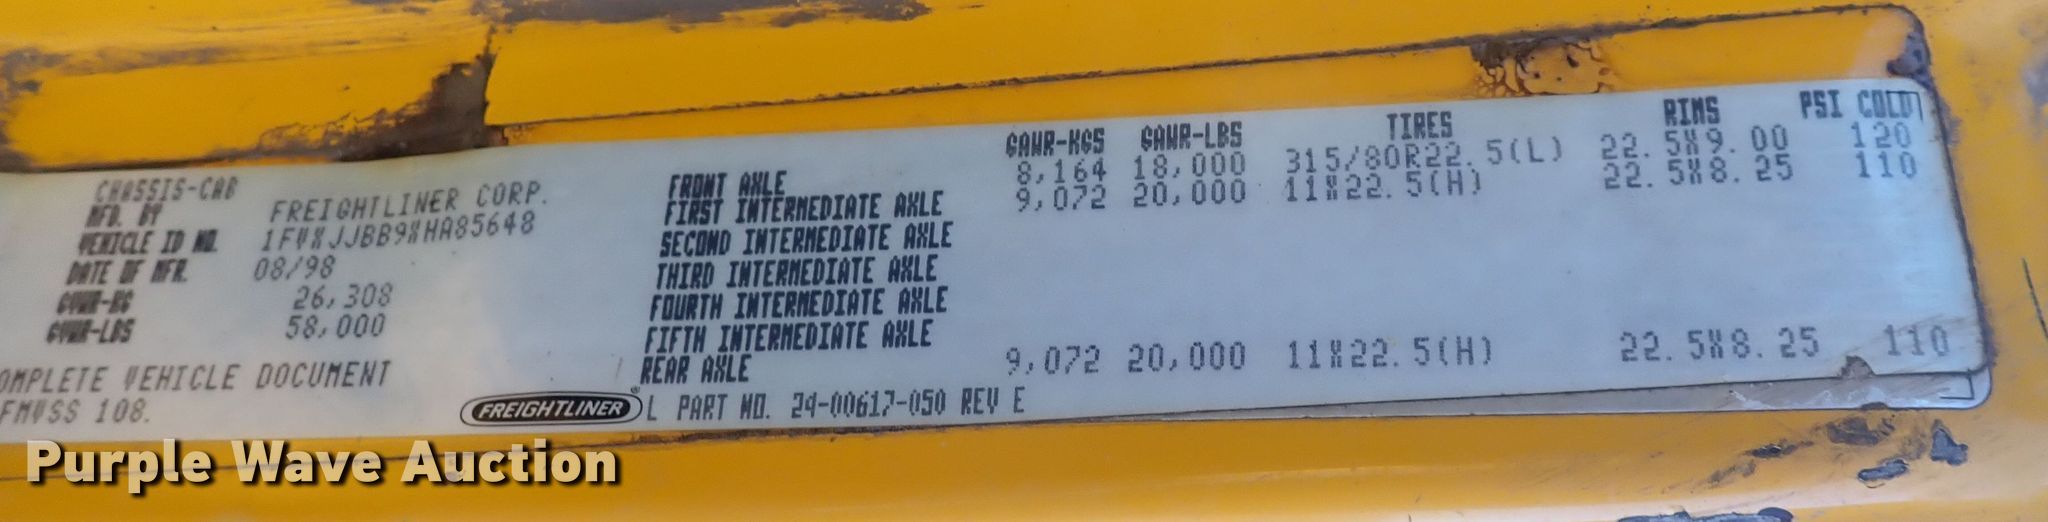 GAWR-KGS GAWR-LBS TIRES RIMS PSI COLD
CHASSIS-CAB
MFD. BY FREIGHTLINER CORP.
VEHICLE ID NO. 1FVXJJBB9XHA85648
DATE OF MFR. 08/98
GVWR-KG 26,308
GVWR-LBS 58,000
OMPLETE VEHICLE DOCUMENT
FMVSS 108.
FRONT AXLE 8,164 18,000 315/80R22.5(L) 22.5X9.00 120
FIRST INTERMEDIATE AXLE 9,072 20,000 11X22.5(H) 22.5X8.25 110
SECOND INTERMEDIATE AXLE
THIRD INTERMEDIATE AXLE
FOURTH INTERMEDIATE AXLE
FIFTH INTERMEDIATE AXLE
REAR AXLE 9,072 20,000 11X22.5(H) 22.5X8.25 110
FREIGHTLINER® L PART NO. 24-00617-050 REV E
Purple Wave Auction